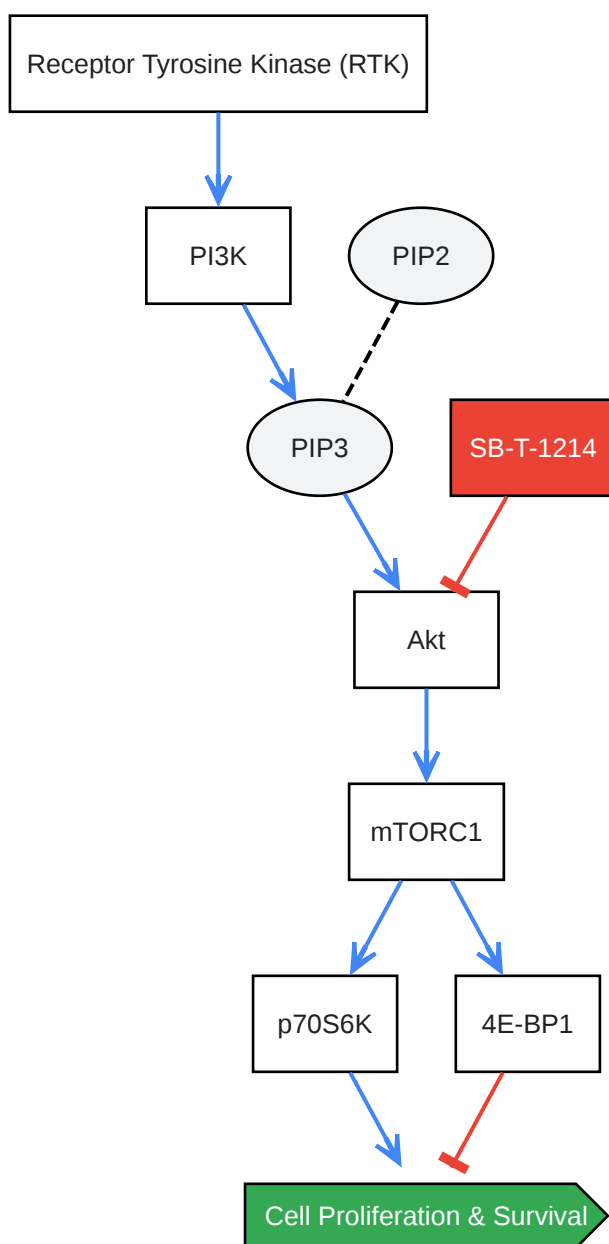 Receptor Tyrosine Kinase (RTK)
PI3K
PIP2
PIP3
SB-T-1214
Akt
mTORC1
p70S6K
4E-BP1
Cell Proliferation & Survival